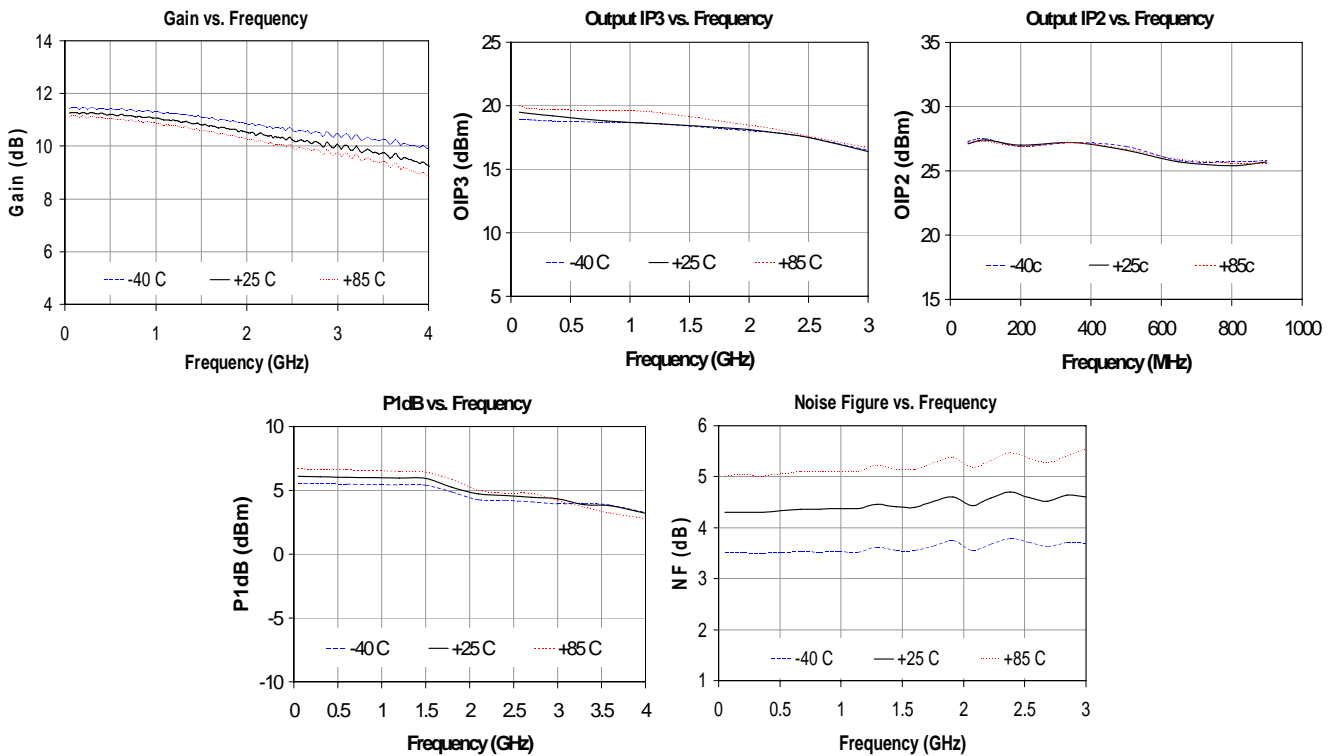 Gain vs. Frequency
14
12
10
8
6
4
Gain (dB)
-40 C +25 C +85 C
0 1 2 3 4
Frequency (GHz)
Output IP3 vs. Frequency
25
20
15
10
5
OIP3 (dBm)
-40 C +25 C +85 C
0 0.5 1 1.5 2 2.5 3
Frequency (GHz)
Output IP2 vs. Frequency
35
30
25
20
15
OIP2 (dBm)
-40c +25c +85c
0 200 400 600 800 1000
Frequency (MHz)
P1dB vs. Frequency
10
5
0
-5
-10
P1dB (dBm)
-40 C +25 C +85 C
0 0.5 1 1.5 2 2.5 3 3.5 4
Frequency (GHz)
Noise Figure vs. Frequency
6
5
4
3
2
1
NF (dB)
-40 C +25 C +85 C
0 0.5 1 1.5 2 2.5 3
Frequency (GHz)